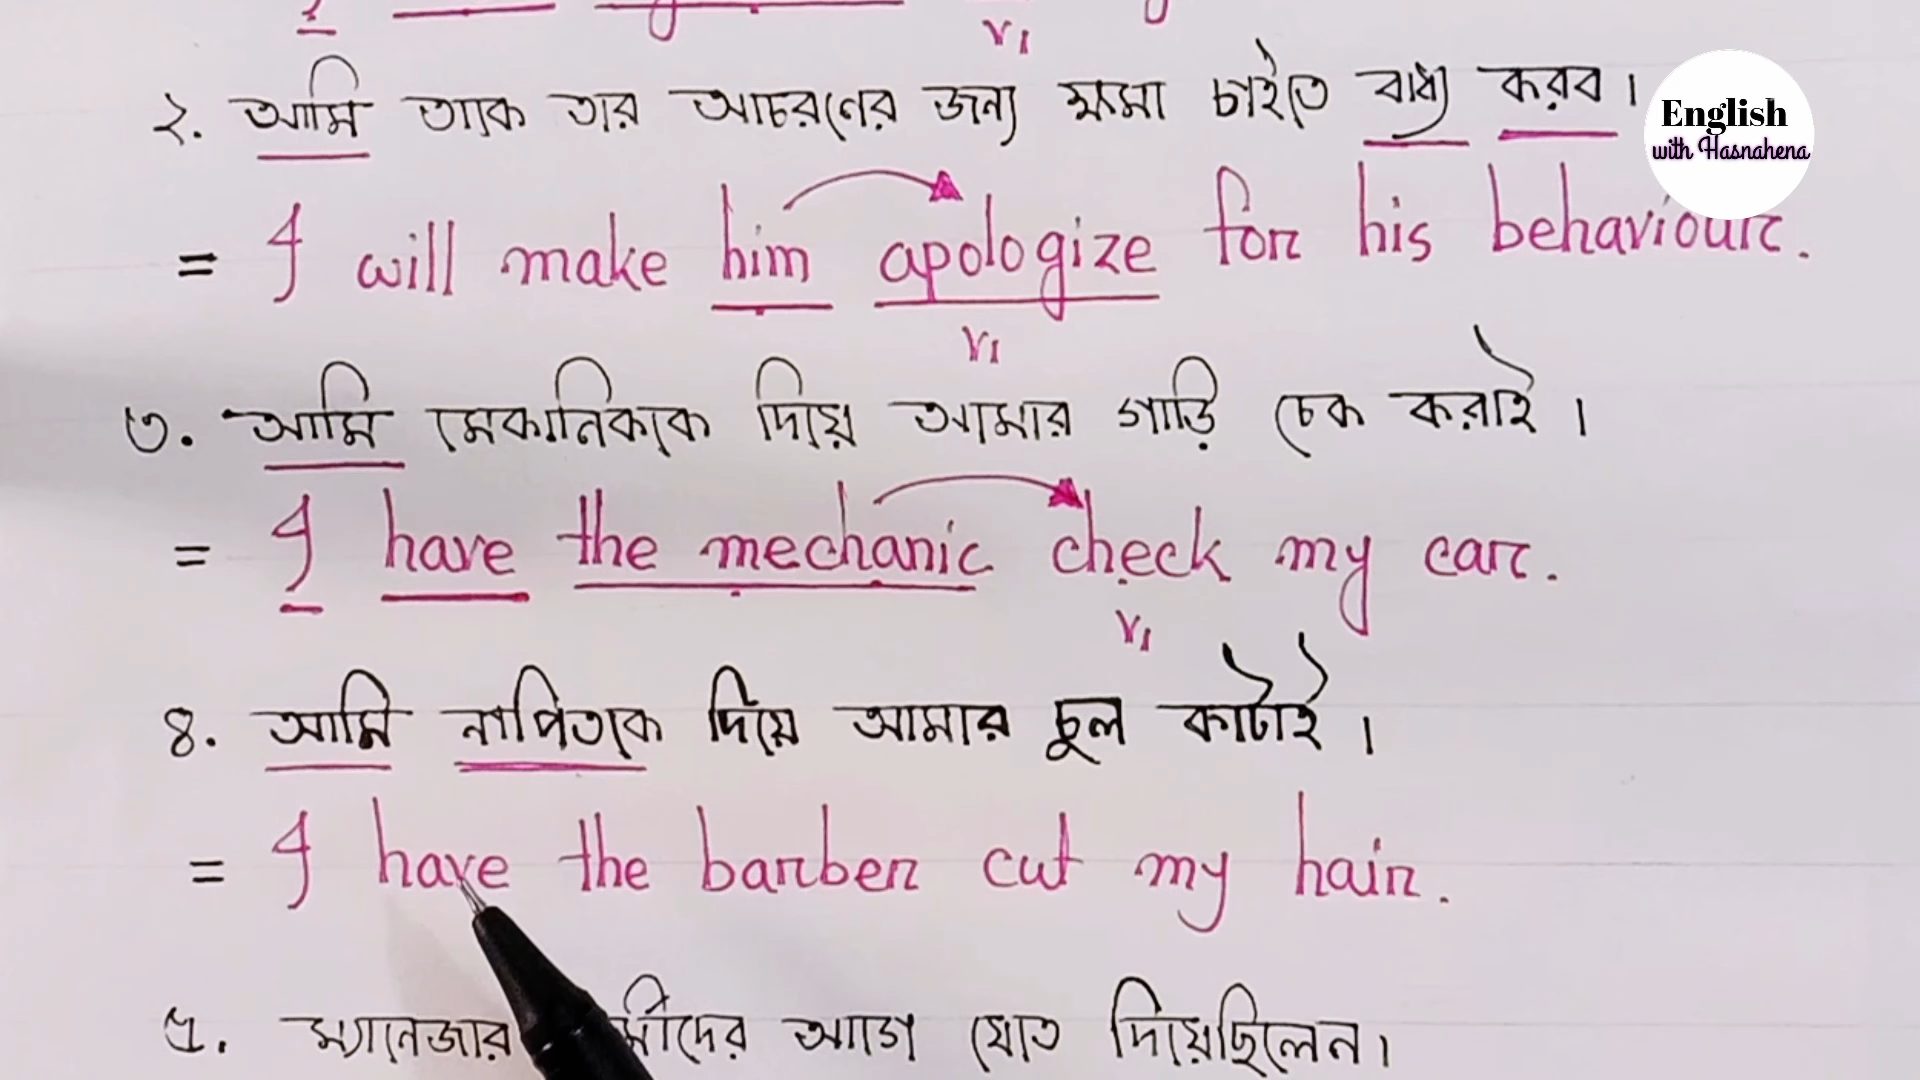 V1
২. আমি তাকে তার আচরনের জন্য ক্ষমা চাইতে বাধ্য করব।
English
with Hasnahena
= I will make him apologize for his behaviour.
V1
৩. আমি মেকানিককে দিয়ে আমার গাড়ি চেক করাই।
= I have the mechanic check my car.
V1
৪. আমি নাপিতকে দিয়ে আমার চুল কাটাই।
= I have the barber cut my hair.
৫. ম্যানেজার আগে যেতে দিয়েছিলেন।